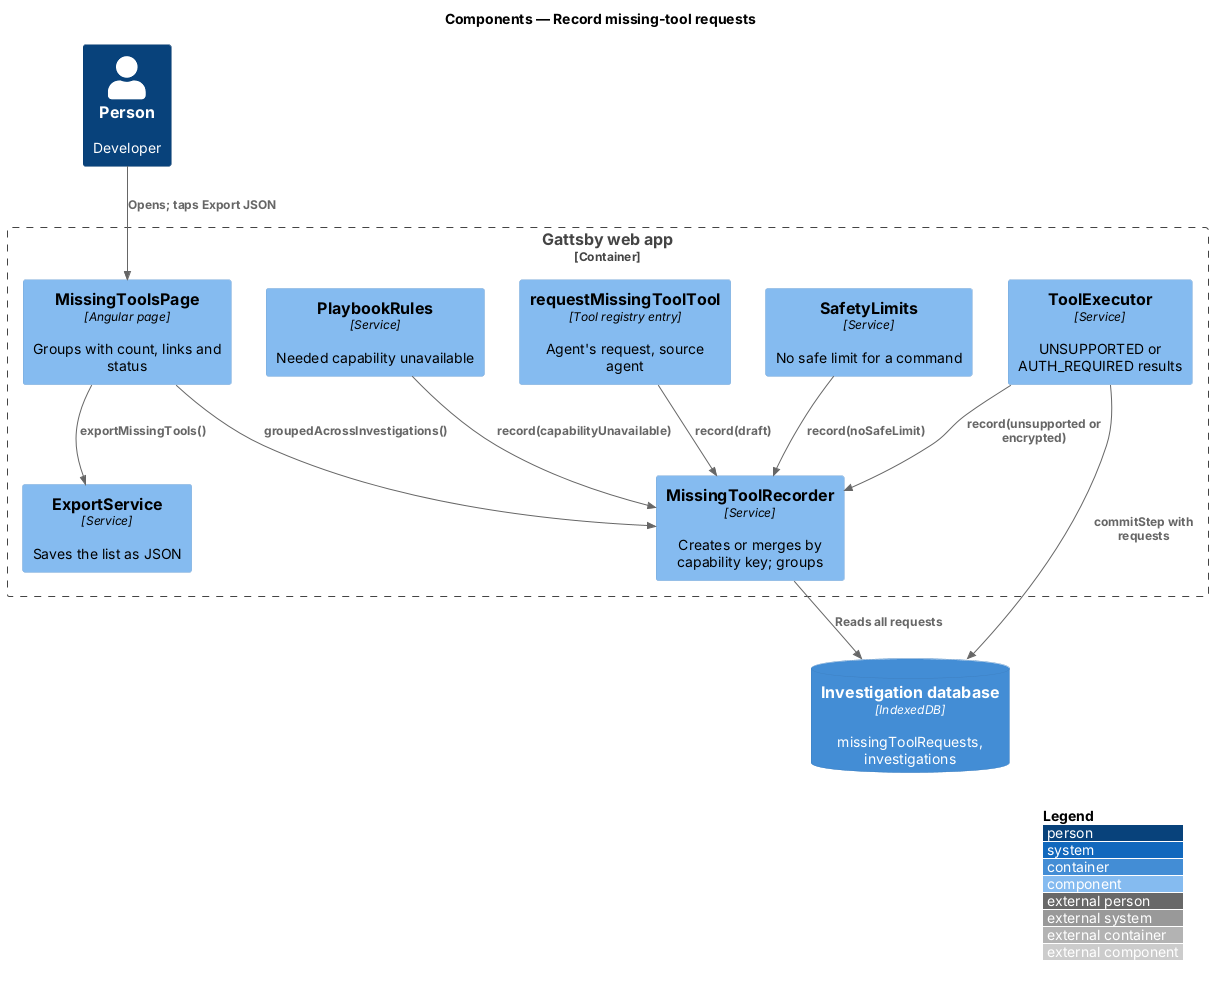 Components — Record missing-tool requests
Person
Developer
Opens; taps Export JSON
Gattsby web app
[Container]
MissingToolsPage
[Angular page]
Groups with count, links and
status
PlaybookRules
[Service]
Needed capability unavailable
requestMissingToolTool
[Tool registry entry]
Agent's request, source
agent
SafetyLimits
[Service]
No safe limit for a command
ToolExecutor
[Service]
UNSUPPORTED or
AUTH_REQUIRED results
exportMissingTools()
groupedAcrossInvestigations()
record(capabilityUnavailable)
record(draft)
record(noSafeLimit)
record(unsupported or
encrypted)
ExportService
[Service]
Saves the list as JSON
MissingToolRecorder
[Service]
Creates or merges by
capability key; groups
commitStep with
requests
Reads all requests
Investigation database
[IndexedDB]
missingToolRequests,
investigations
Legend
person
system
container
component
external person
external system
external container
external component